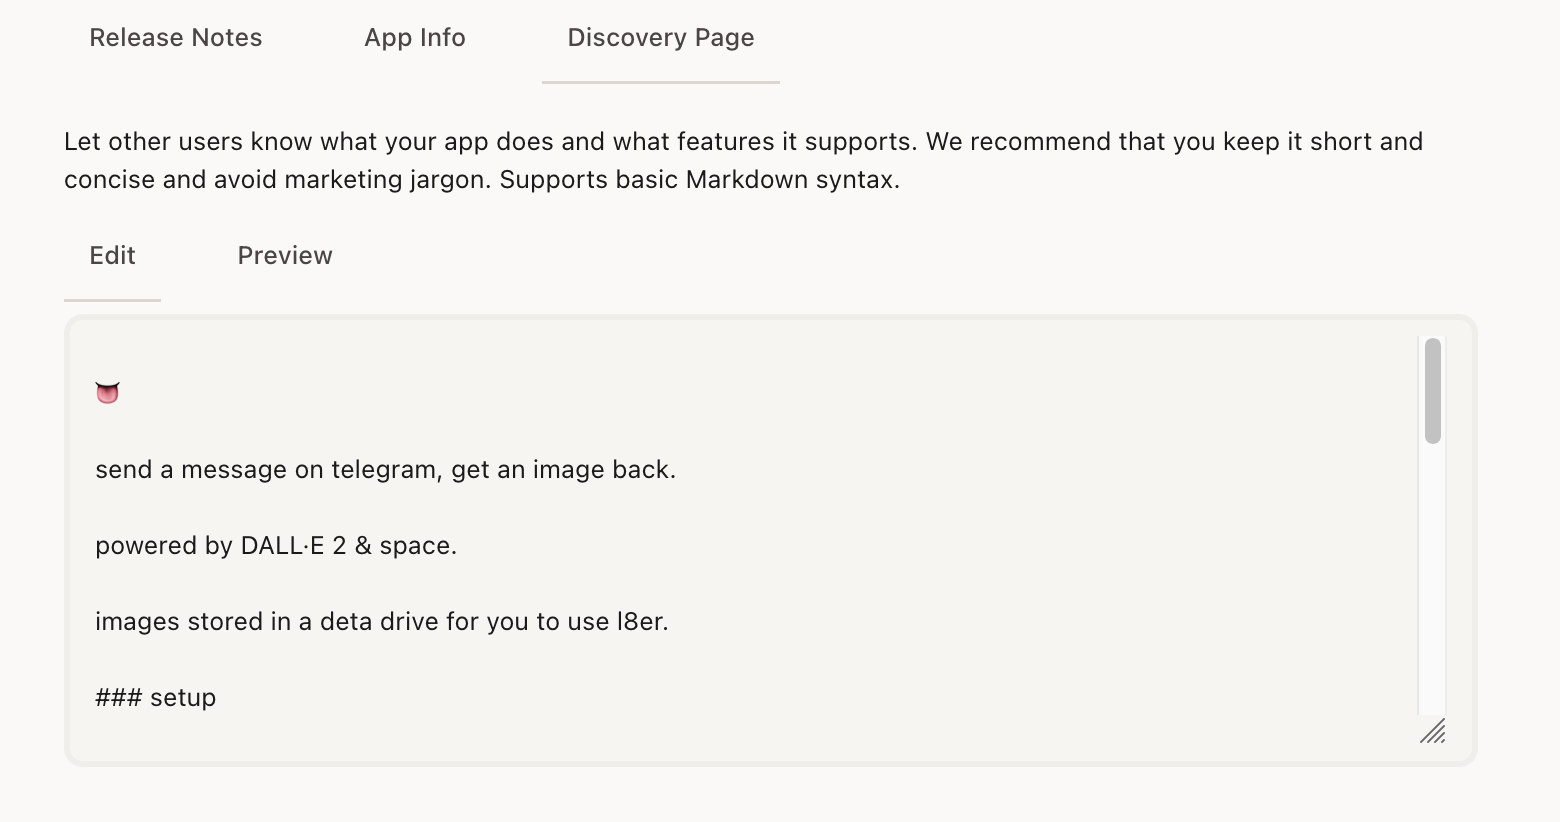 Release Notes App Info Discovery Page
Let other users know what your app does and what features it supports. We recommend that you keep it short and
concise and avoid marketing jargon. Supports basic Markdown syntax.
Edit Preview
👅
send a message on telegram, get an image back.
powered by DALL·E 2 & space.
images stored in a deta drive for you to use l8er.
### setup